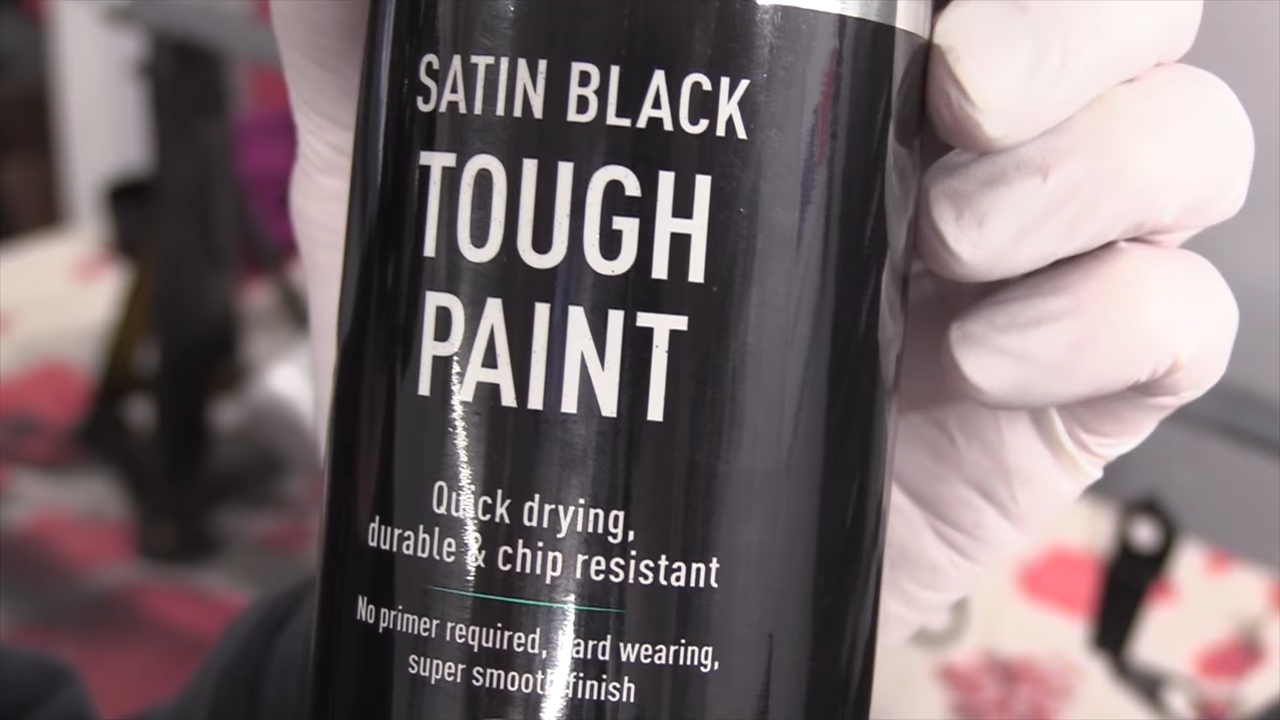 SATIN BLACK
TOUGH
PAINT
Quick drying,
durable & chip resistant
No primer required, hard wearing,
super smooth finish